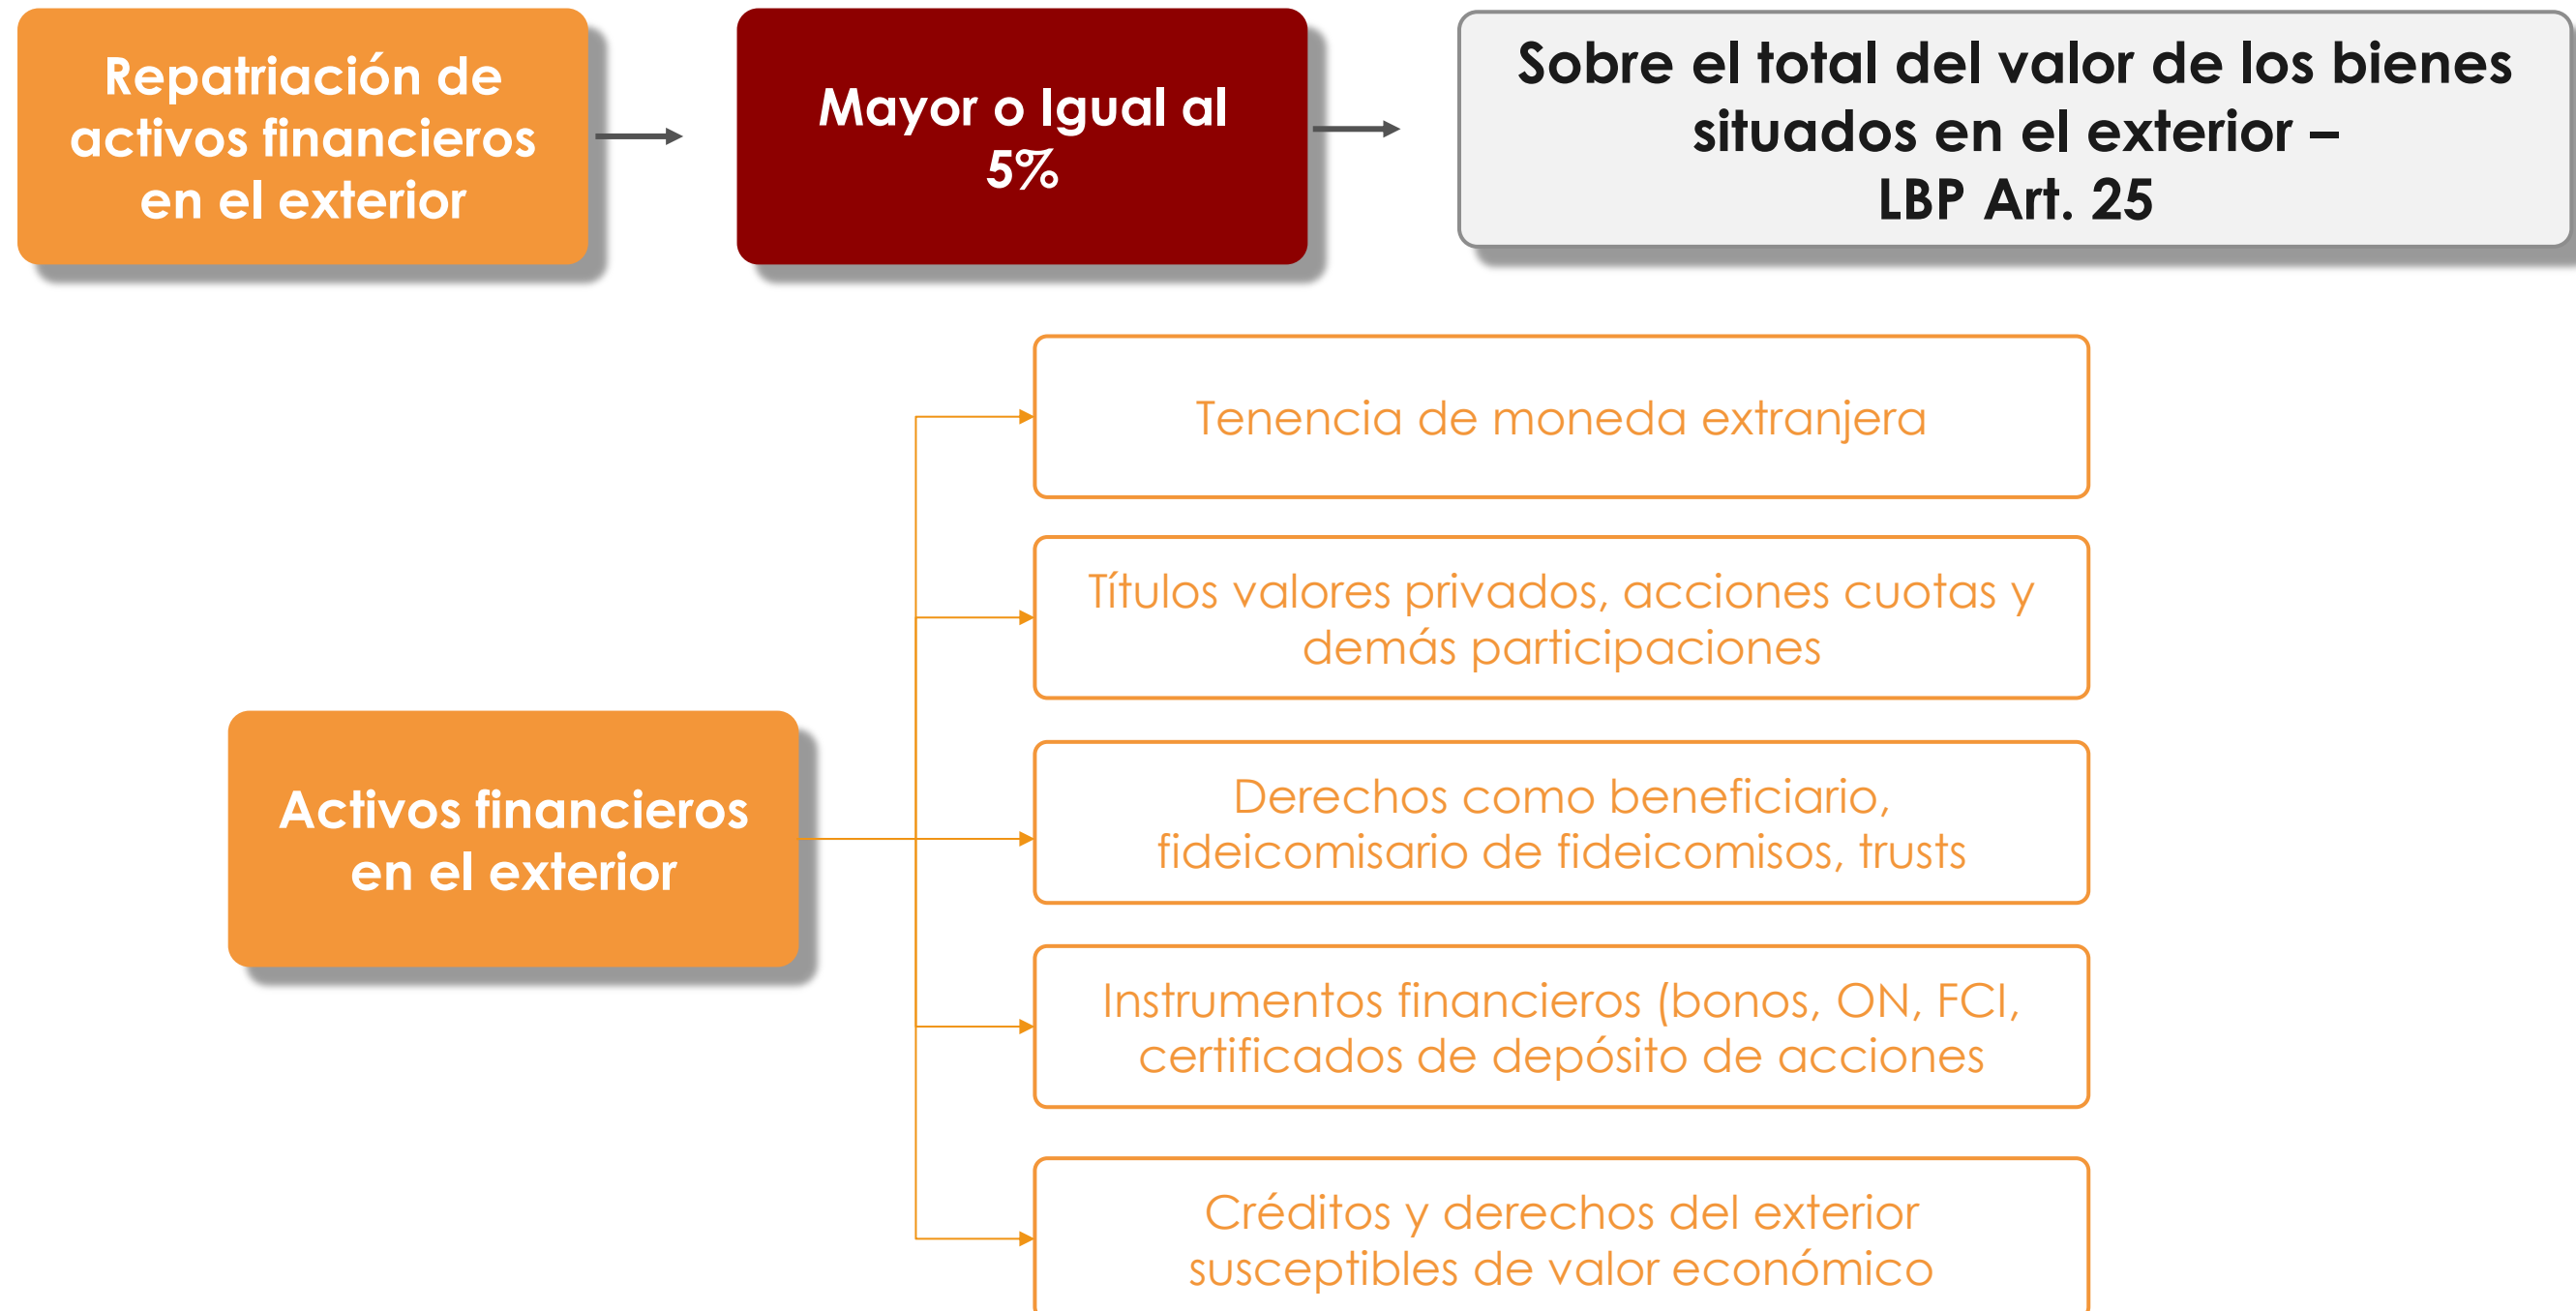 Repatriación de
activos financieros
en el exterior
Mayor o Igual al
5%
Sobre el total del valor de los bienes
situados en el exterior –
LBP Art. 25
Tenencia de moneda extranjera
Títulos valores privados, acciones cuotas y
demás participaciones
Activos financieros
en el exterior
Derechos como beneficiario,
fideicomisario de fideicomisos, trusts
Instrumentos financieros (bonos, ON, FCI,
certificados de depósito de acciones
Créditos y derechos del exterior
susceptibles de valor económico